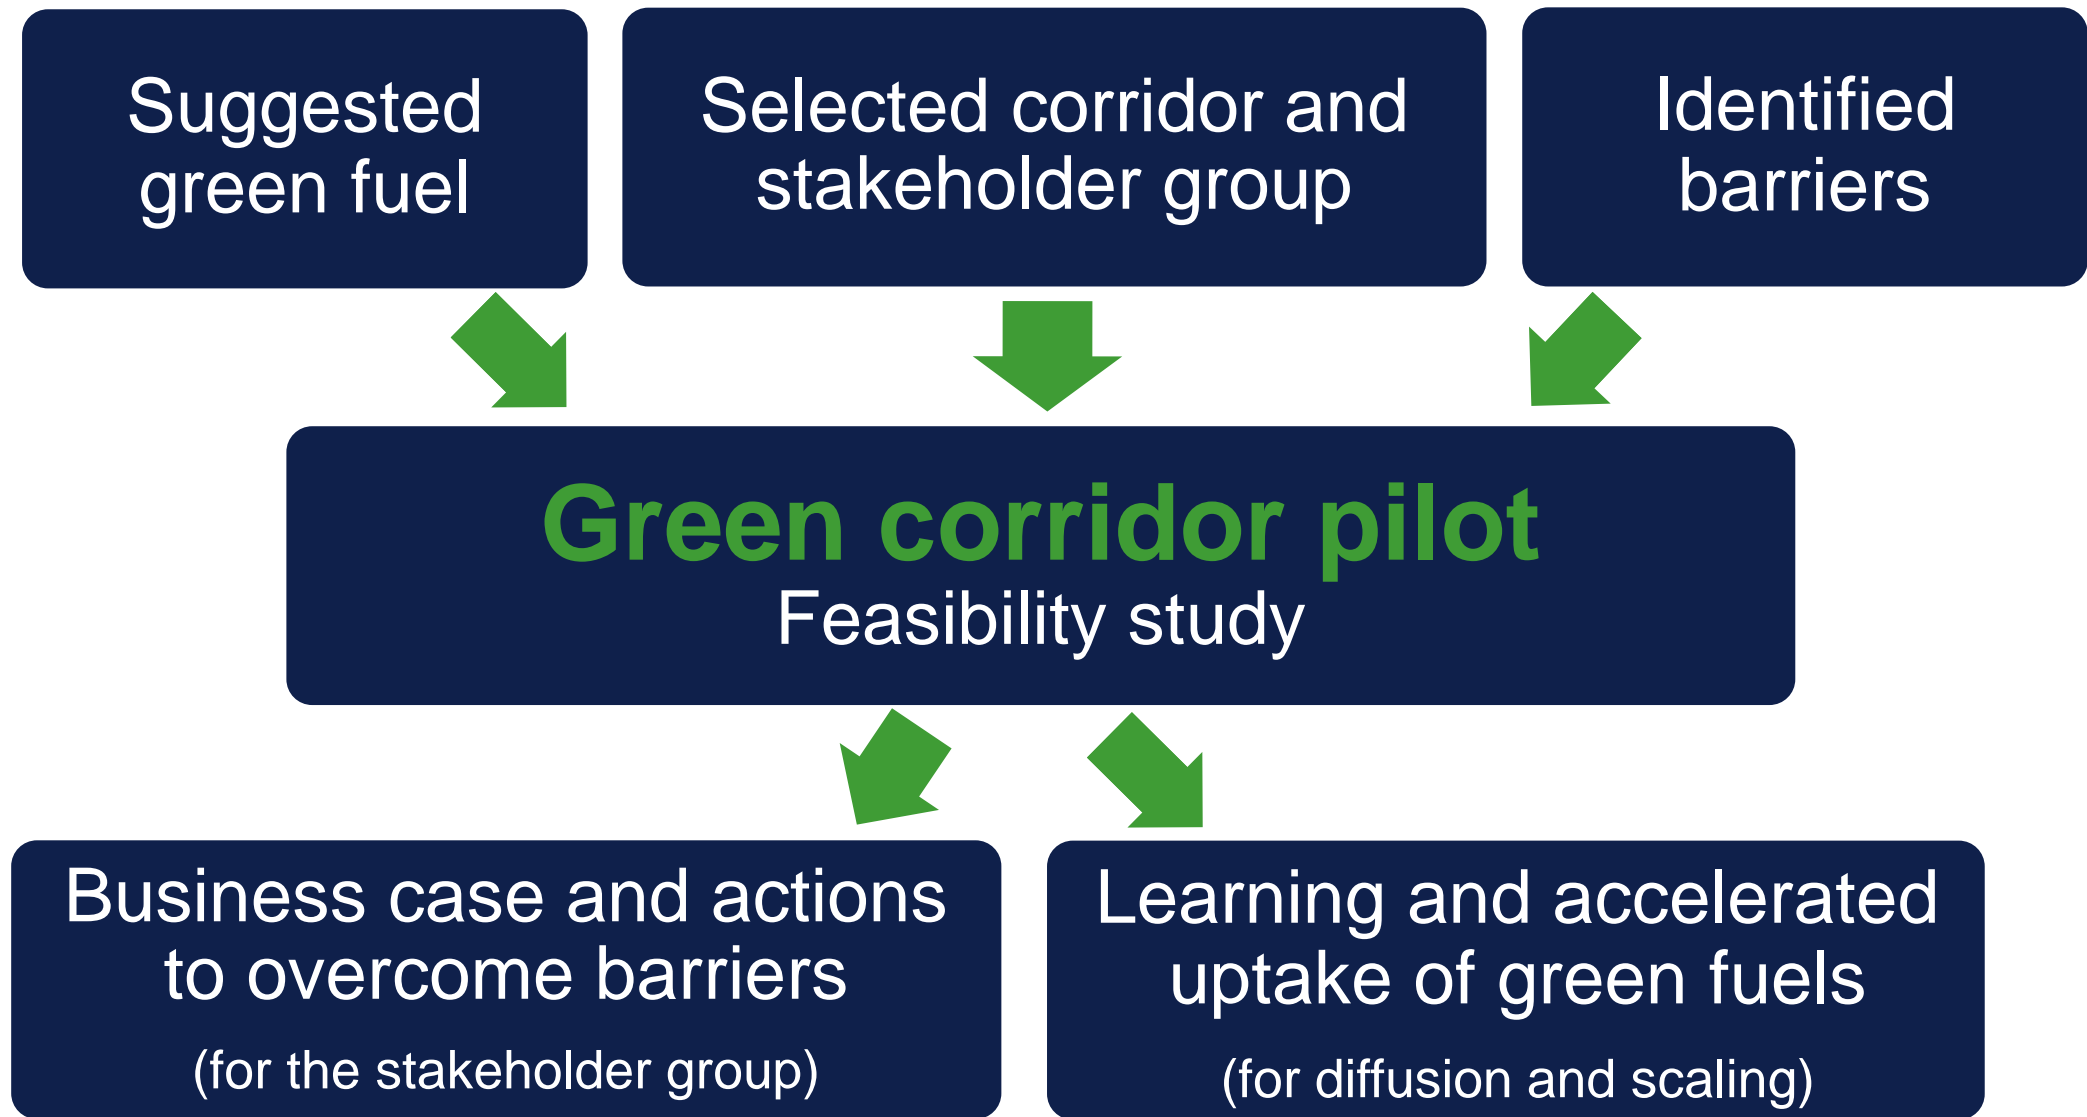 Suggested
green fuel
Selected corridor and
stakeholder group
Identified
barriers
Green corridor pilot
Feasibility study
Business case and actions
to overcome barriers
(for the stakeholder group)
Learning and accelerated
uptake of green fuels
(for diffusion and scaling)